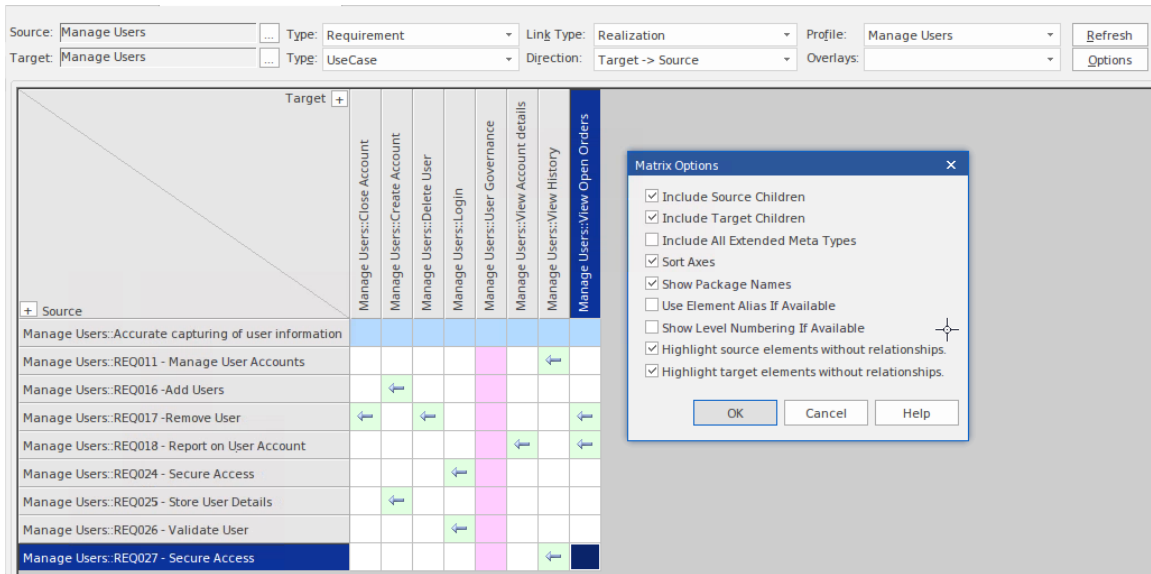 Source: Manage Users ... Type: Requirement Link Type: Realization Profile: Manage Users Refresh
Target: Manage Users ... Type: UseCase Direction: Target -> Source Overlays: Options
Target +
Manage Users::Close Account
Manage Users::Create Account
Manage Users::Delete User
Manage Users::Login
Manage Users::User Governance
Manage Users::View Account details
Manage Users::View History
Manage Users::View Open Orders
+ Source
Manage Users::Accurate capturing of user information
Manage Users::REQ011 - Manage User Accounts
Manage Users::REQ016 -Add Users
Manage Users::REQ017 -Remove User
Manage Users::REQ018 - Report on User Account
Manage Users::REQ024 - Secure Access
Manage Users::REQ025 - Store User Details
Manage Users::REQ026 - Validate User
Manage Users::REQ027 - Secure Access
Matrix Options
Include Source Children
Include Target Children
Include All Extended Meta Types
Sort Axes
Show Package Names
Use Element Alias If Available
Show Level Numbering If Available
Highlight source elements without relationships.
Highlight target elements without relationships.
OK Cancel Help